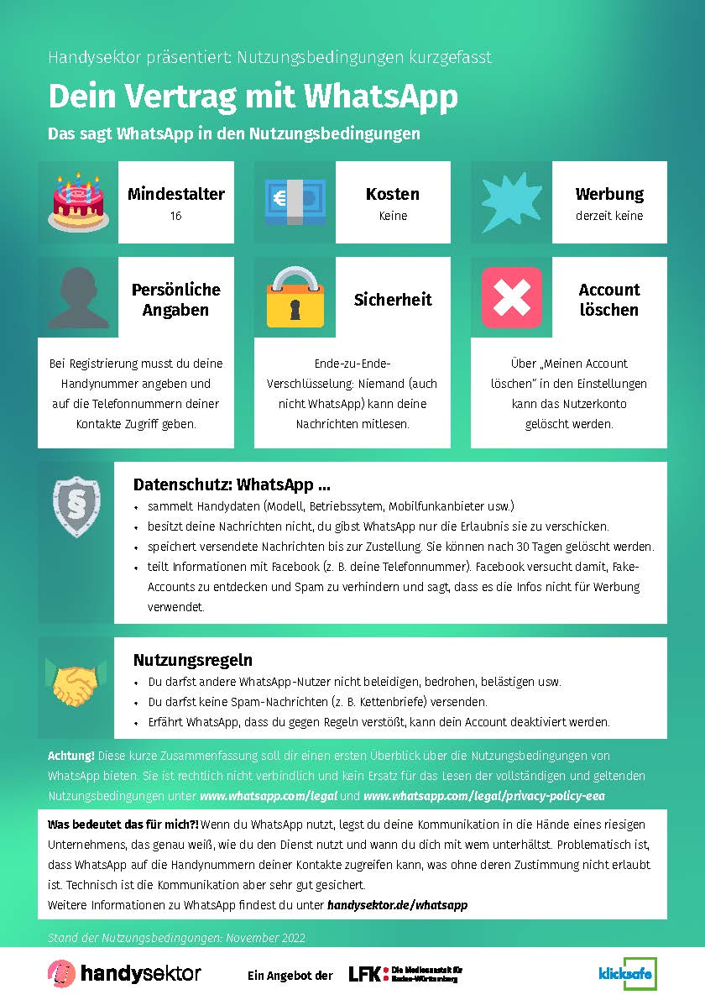 Handysektor präsentiert: Nutzungsbedingungen kurzgefasst
Dein Vertrag mit WhatsApp
Das sagt WhatsApp in den Nutzungsbedingungen
Mindestalter
16
€
Kosten
Keine
Werbung
derzeit keine
Persönliche
Angaben
Bei Registrierung musst du deine
Handynummer angeben und
auf die Telefonnummern deiner
Kontakte Zugriff geben.
Sicherheit
Ende-zu-Ende-
Verschlüsselung: Niemand (auch
nicht WhatsApp) kann deine
Nachrichten mitlesen.
Account
löschen
Über „Meinen Account
löschen“ in den Einstellungen
kann das Nutzerkonto
gelöscht werden.
§
Datenschutz: WhatsApp ...
• sammelt Handydaten (Modell, Betriebssytem, Mobilfunkanbieter usw.)
• besitzt deine Nachrichten nicht, du gibst WhatsApp nur die Erlaubnis sie zu verschicken.
• speichert versendete Nachrichten bis zur Zustellung. Sie können nach 30 Tagen gelöscht werden.
• teilt Informationen mit Facebook (z. B. deine Telefonnummer). Facebook versucht damit, Fake-
Accounts zu entdecken und Spam zu verhindern und sagt, dass es die Infos nicht für Werbung
verwendet.
Nutzungsregeln
• Du darfst andere WhatsApp-Nutzer nicht beleidigen, bedrohen, belästigen usw.
• Du darfst keine Spam-Nachrichten (z. B. Kettenbriefe) versenden.
• Erfährt WhatsApp, dass du gegen Regeln verstößt, kann dein Account deaktiviert werden.
Achtung! Diese kurze Zusammenfassung soll dir einen ersten Überblick über die Nutzungsbedingungen von
WhatsApp bieten. Sie ist rechtlich nicht verbindlich und kein Ersatz für das Lesen der vollständigen und geltenden
Nutzungsbedingungen unter www.whatsapp.com/legal und www.whatsapp.com/legal/privacy-policy-eea
Was bedeutet das für mich?! Wenn du WhatsApp nutzt, legst du deine Kommunikation in die Hände eines riesigen
Unternehmens, das genau weiß, wie du den Dienst nutzt und wann du dich mit wem unterhältst. Problematisch ist,
dass WhatsApp auf die Handynummern deiner Kontakte zugreifen kann, was ohne deren Zustimmung nicht erlaubt
ist. Technisch ist die Kommunikation aber sehr gut gesichert.
Weitere Informationen zu WhatsApp findest du unter handysektor.de/whatsapp
Stand der Nutzungsbedingungen: November 2022
handysektor
Ein Angebot der
LFK
Die Medienanstalt für
Baden-Württemberg
klicksafe